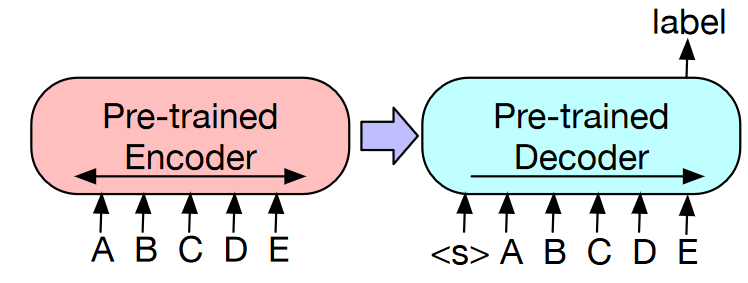 label
Pre-trained
Encoder
Pre-trained
Decoder
A B C D E
<s> A B C D E